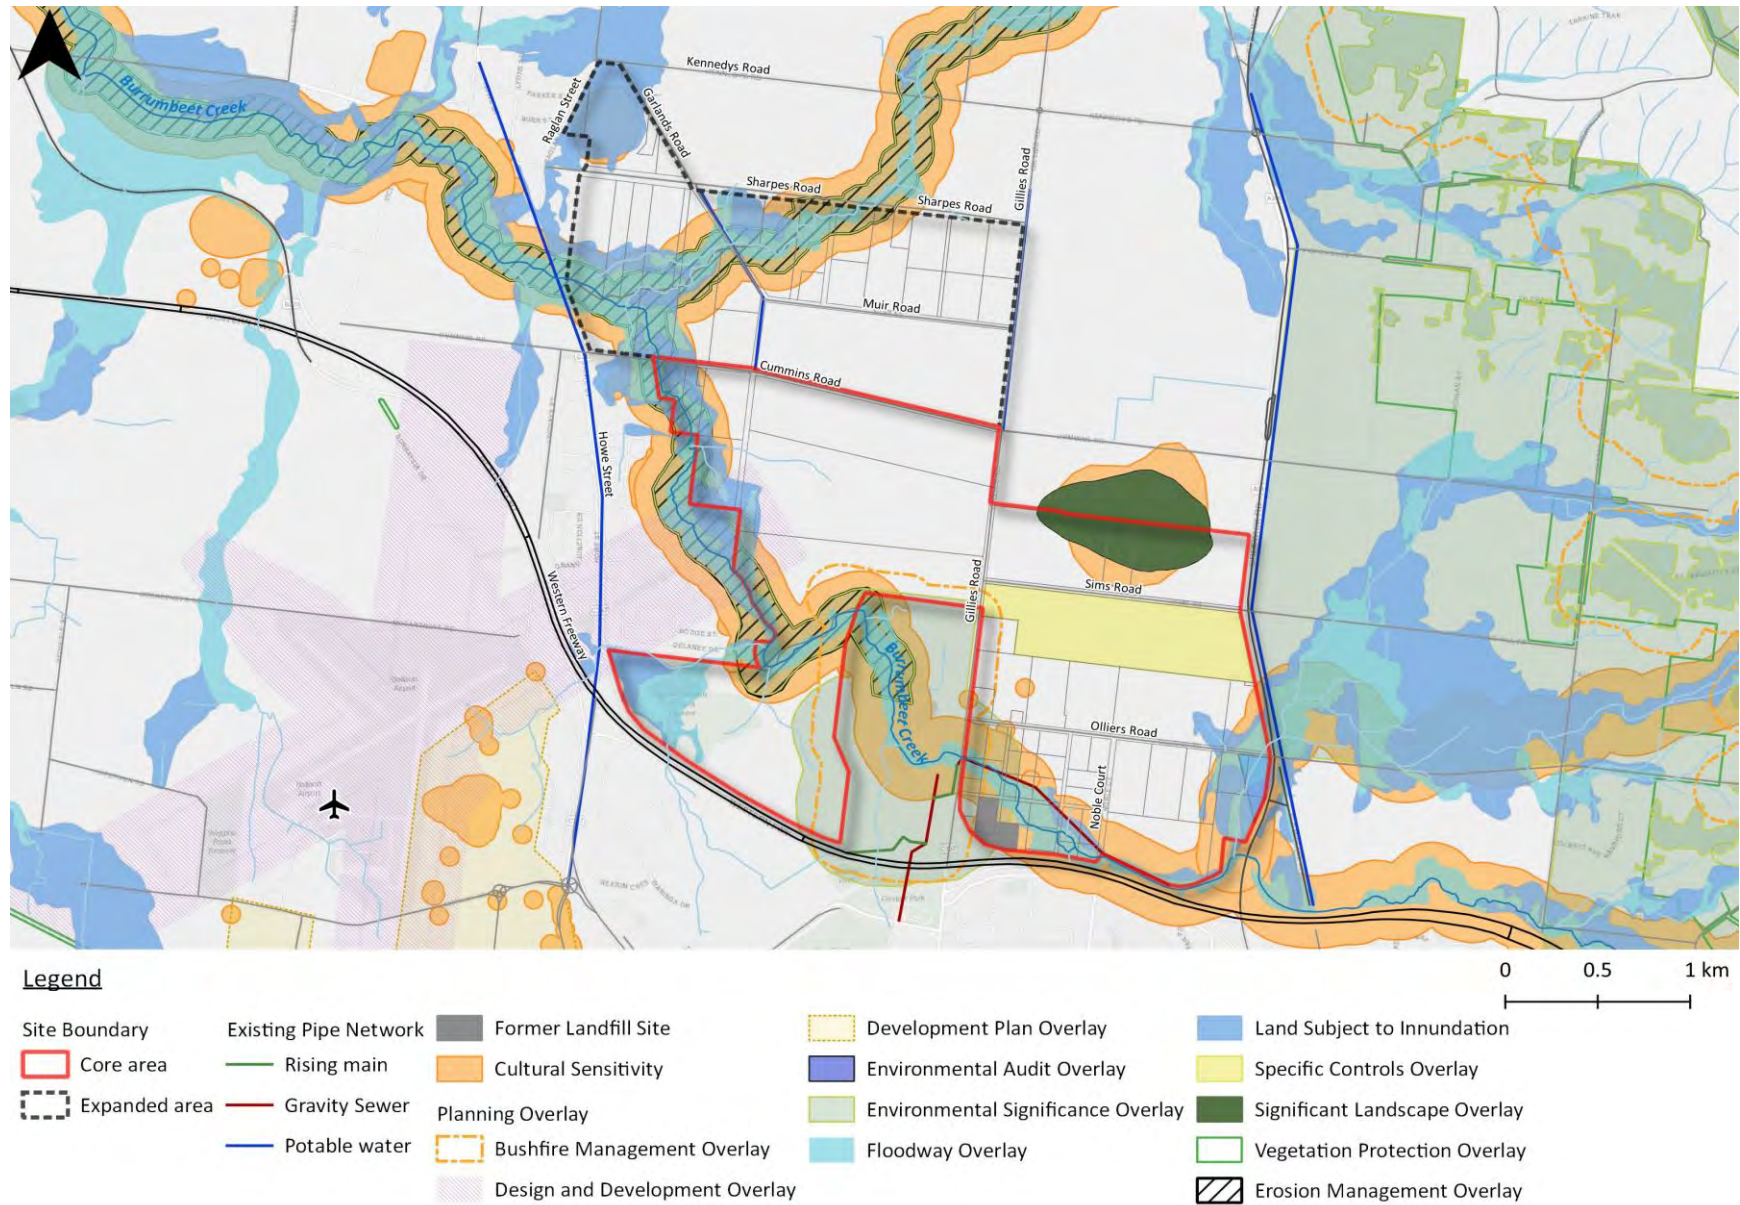 Kennedys Road
Burrumbeet Creek
Raglan Street
Garlands Road
Sharpes Road
Sharpes Road
Gillies Road
Muir Road
Cummins Road
Howe Street
Western Freeway
Sims Road
Gillies Road
Burrumbeet Creek
Olliers Road
Noble Court
Legend
0 0.5 1 km
Site Boundary
Core area
Expanded area
Existing Pipe Network
Rising main
Gravity Sewer
Potable water
Former Landfill Site
Cultural Sensitivity
Planning Overlay
Bushfire Management Overlay
Design and Development Overlay
Development Plan Overlay
Environmental Audit Overlay
Environmental Significance Overlay
Floodway Overlay
Land Subject to Innundation
Specific Controls Overlay
Significant Landscape Overlay
Vegetation Protection Overlay
Erosion Management Overlay